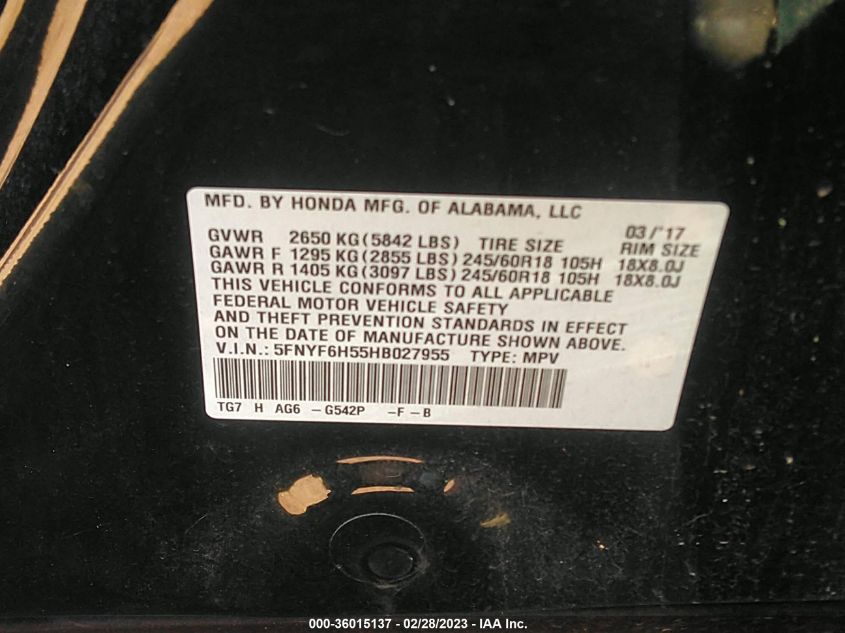 MFD. BY HONDA MFG. OF ALABAMA, LLC
03/'17
GVWR 2650 KG(5842 LBS) TIRE SIZE RIM SIZE
GAWR F 1295 KG(2855 LBS)245/60R18 105H 18X8.0J
GAWR R 1405 KG(3097 LBS)245/60R18 105H 18X8.0J
THIS VEHICLE CONFORMS TO ALL APPLICABLE
FEDERAL MOTOR VEHICLE SAFETY
AND THEFT PREVENTION STANDARDS IN EFFECT
ON THE DATE OF MANUFACTURE SHOWN ABOVE.
V.I.N.: 5FNYF6H55HB027955 TYPE: MPV
TG7 H AG6 -G542P -F-B
000-36015137 - 02/28/2023 - IAA Inc.